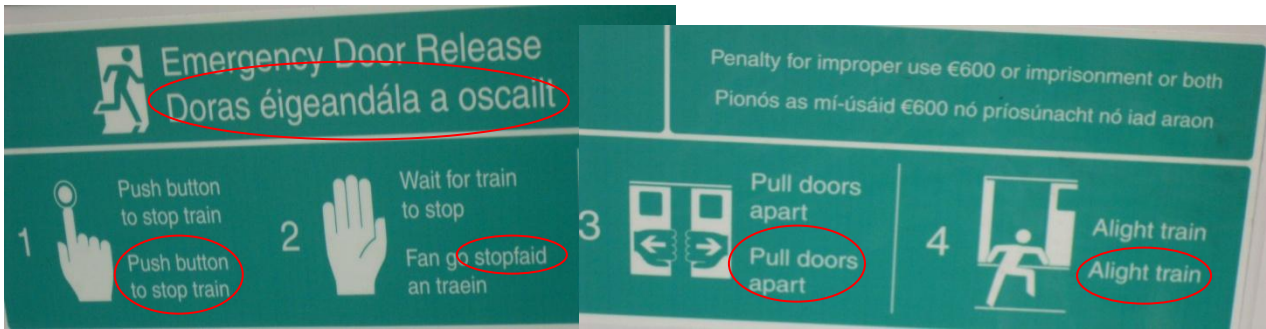 Emergency Door Release
Doras éigeandála a oscailt
Penalty for improper use €600 or imprisonment or both
Pionós as mí-úsáid €600 nó príosúnacht nó iad araon
1
Push button
to stop train
Push button
to stop train
2
Wait for train
to stop
Fan go stopfaid
an traein
3
Pull doors
apart
Pull doors
apart
4
Alight train
Alight train